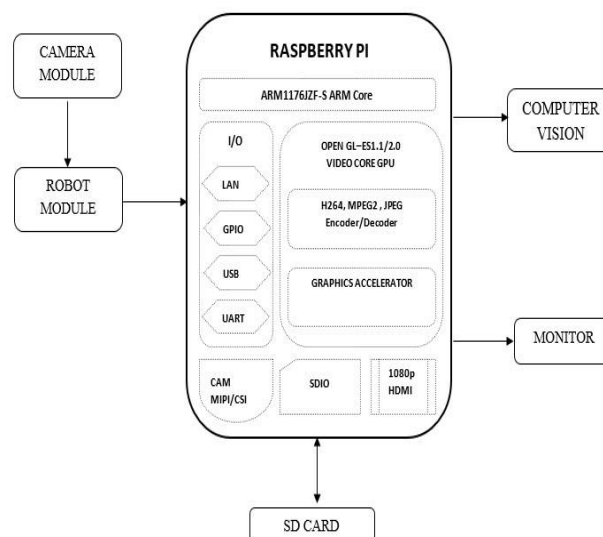 CAMERA
MODULE
ROBOT
MODULE
RASPBERRY PI
ARM1176JZF-S ARM Core
I/O
LAN
GPIO
USB
UART
OPEN GL–ES1.1/2.0
VIDEO CORE GPU
H264, MPEG2 , JPEG
Encoder/Decoder
GRAPHICS ACCELERATOR
CAM
MIPI/CSI
SDIO
1080p
HDMI
COMPUTER
VISION
MONITOR
SD CARD